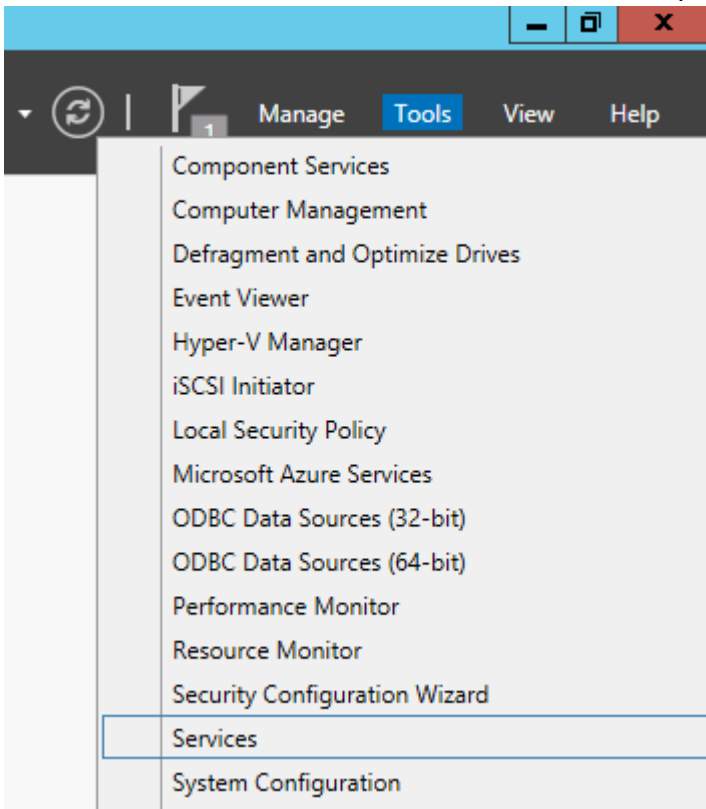 1 Manage Tools View Help
Component Services
Computer Management
Defragment and Optimize Drives
Event Viewer
Hyper-V Manager
iSCSI Initiator
Local Security Policy
Microsoft Azure Services
ODBC Data Sources (32-bit)
ODBC Data Sources (64-bit)
Performance Monitor
Resource Monitor
Security Configuration Wizard
Services
System Configuration